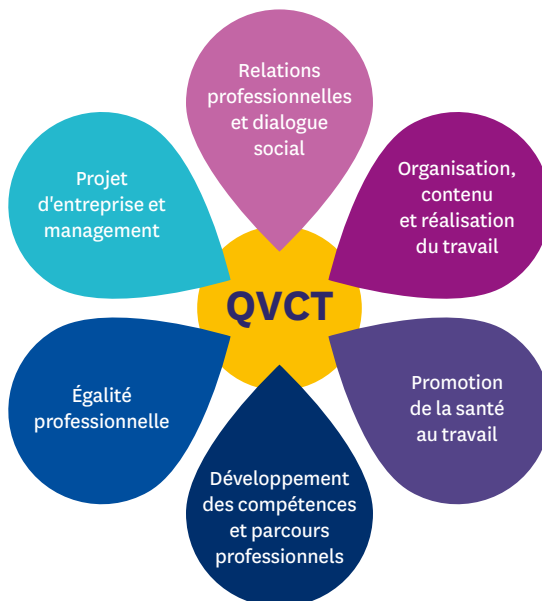 Relations
professionnelles
et dialogue
social
Organisation,
contenu
et réalisation
du travail
Promotion
de la santé
au travail
Développement
des compétences
et parcours
professionnels
Égalité
professionnelle
Projet
d'entreprise et
management
QVCT